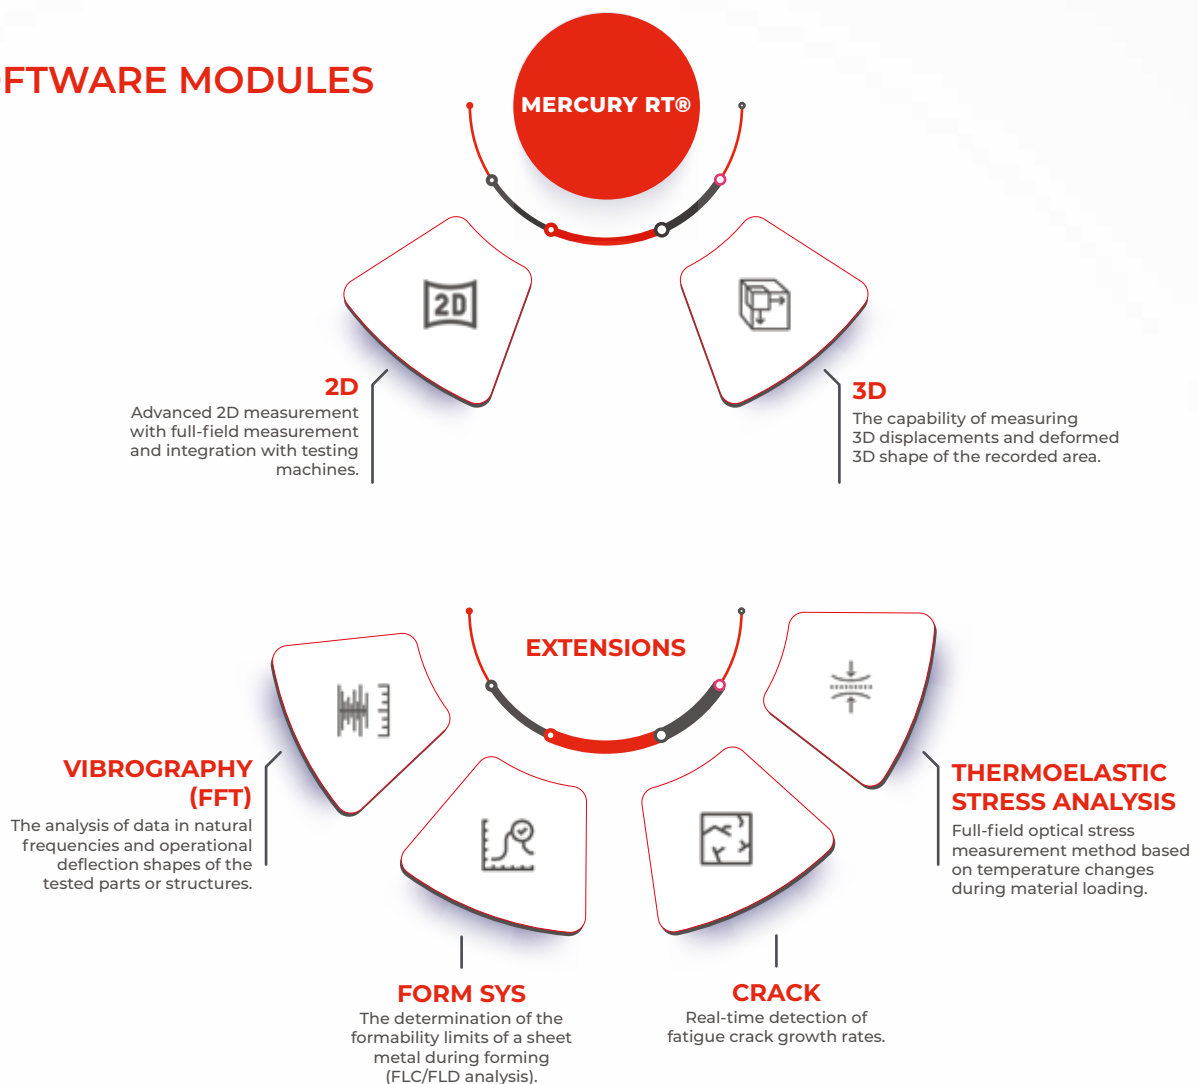 FTWARE MODULES
MERCURY RT®
2D
2D
Advanced 2D measurement
with full-field measurement
and integration with testing
machines.
3D
The capability of measuring
3D displacements and deformed
3D shape of the recorded area.
EXTENSIONS
VIBROGRAPHY
(FFT)
The analysis of data in natural
frequencies and operational
deflection shapes of the
tested parts or structures.
FORM SYS
The determination of the
formability limits of a sheet
metal during forming
(FLC/FLD analysis).
CRACK
Real-time detection of
fatigue crack growth rates.
THERMOELASTIC
STRESS ANALYSIS
Full-field optical stress
measurement method based
on temperature changes
during material loading.